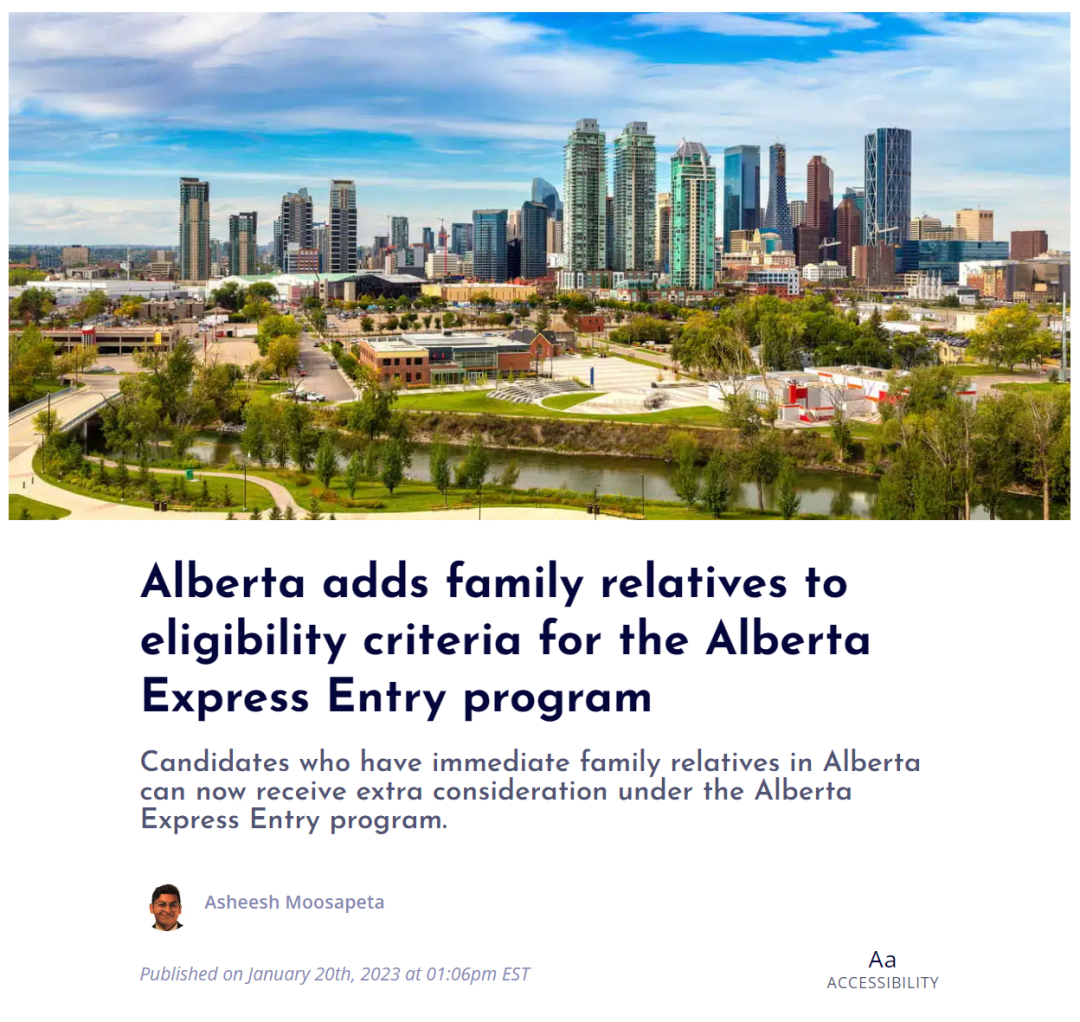 Alberta adds family relatives to
eligibility criteria for the Alberta
Express Entry program
Candidates who have immediate family relatives in Alberta
can now receive extra consideration under the Alberta
Express Entry program.
Asheesh Moosapeta
Published on January 20th, 2023 at 01:06pm EST
Aa
ACCESSIBILITY